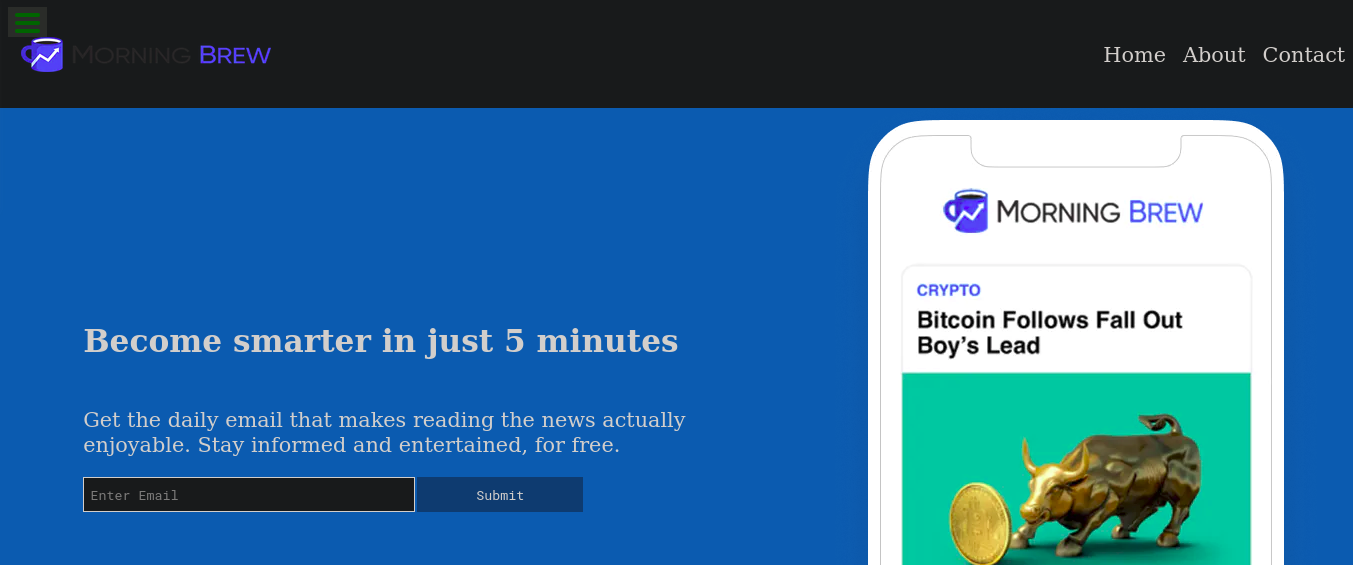 MORNING BREW
Home About Contact
MORNING BREW
CRYPTO
Bitcoin Follows Fall Out
Boy's Lead
Become smarter in just 5 minutes
Get the daily email that makes reading the news actually
enjoyable. Stay informed and entertained, for free.
Enter Email
Submit